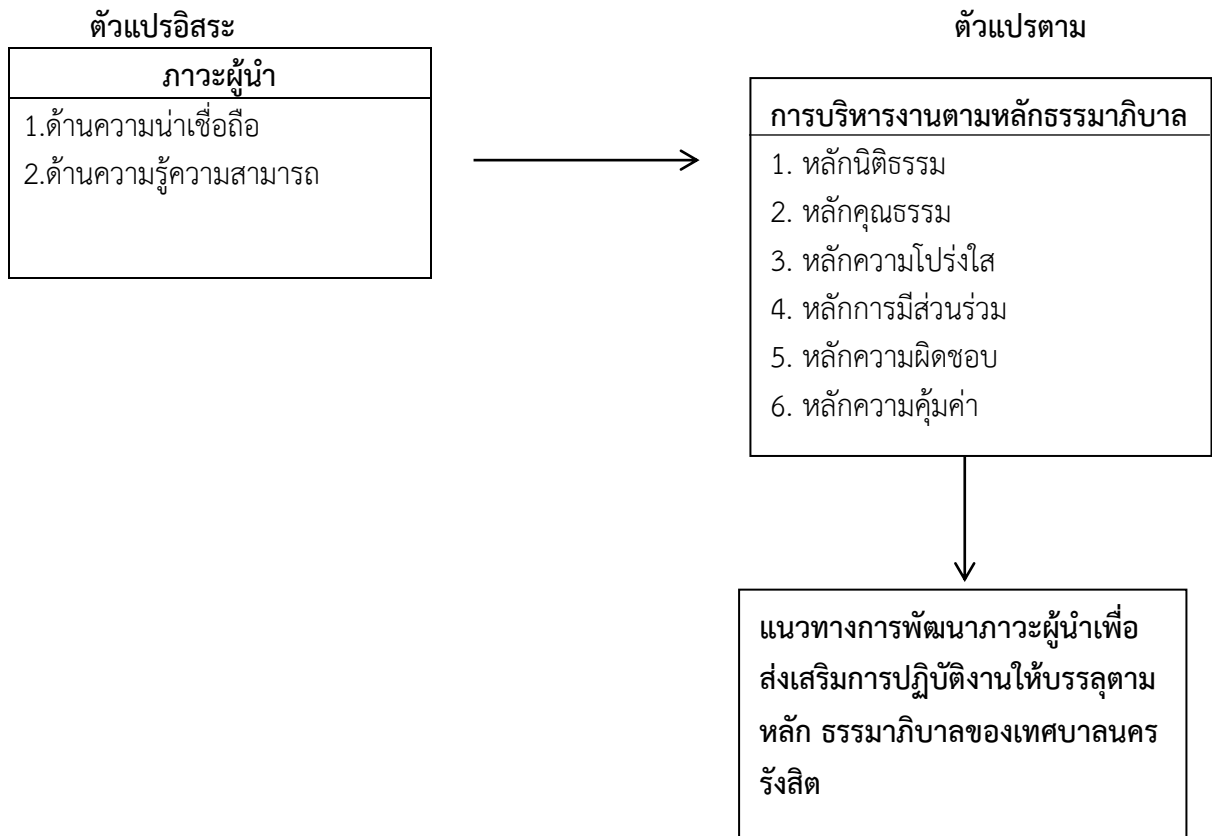 ตัวแปรอิสระ
ภาวะผู้นำ
1.ด้านความน่าเชื่อถือ
2.ด้านความรู้ความสามารถ
ตัวแปรตาม
การบริหารงานตามหลักธรรมาภิบาล
1. หลักนิติธรรม
2. หลักคุณธรรม
3. หลักความโปร่งใส
4. หลักการมีส่วนร่วม
5. หลักความผิดชอบ
6. หลักความคุ้มค่า
แนวทางการพัฒนาภาวะผู้นำเพื่อ
ส่งเสริมการปฏิบัติงานให้บรรลุตาม
หลัก ธรรมาภิบาลของเทศบาลนคร
รังสิต